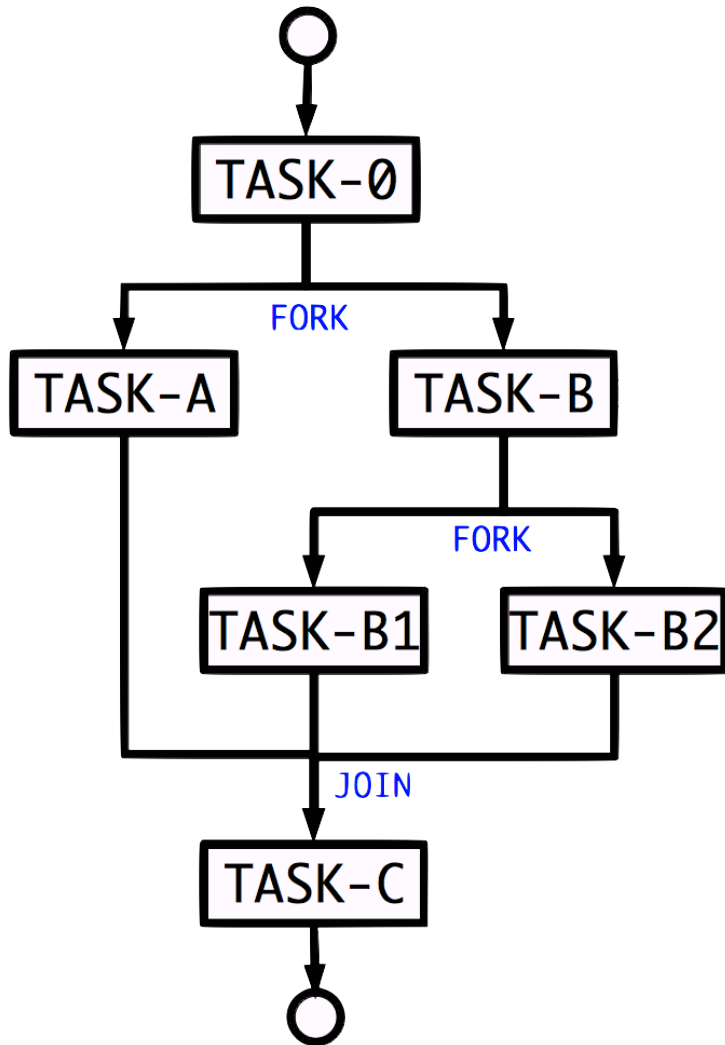 TASK-0
FORK
TASK-A
TASK-B
FORK
TASK-B1
TASK-B2
JOIN
TASK-C